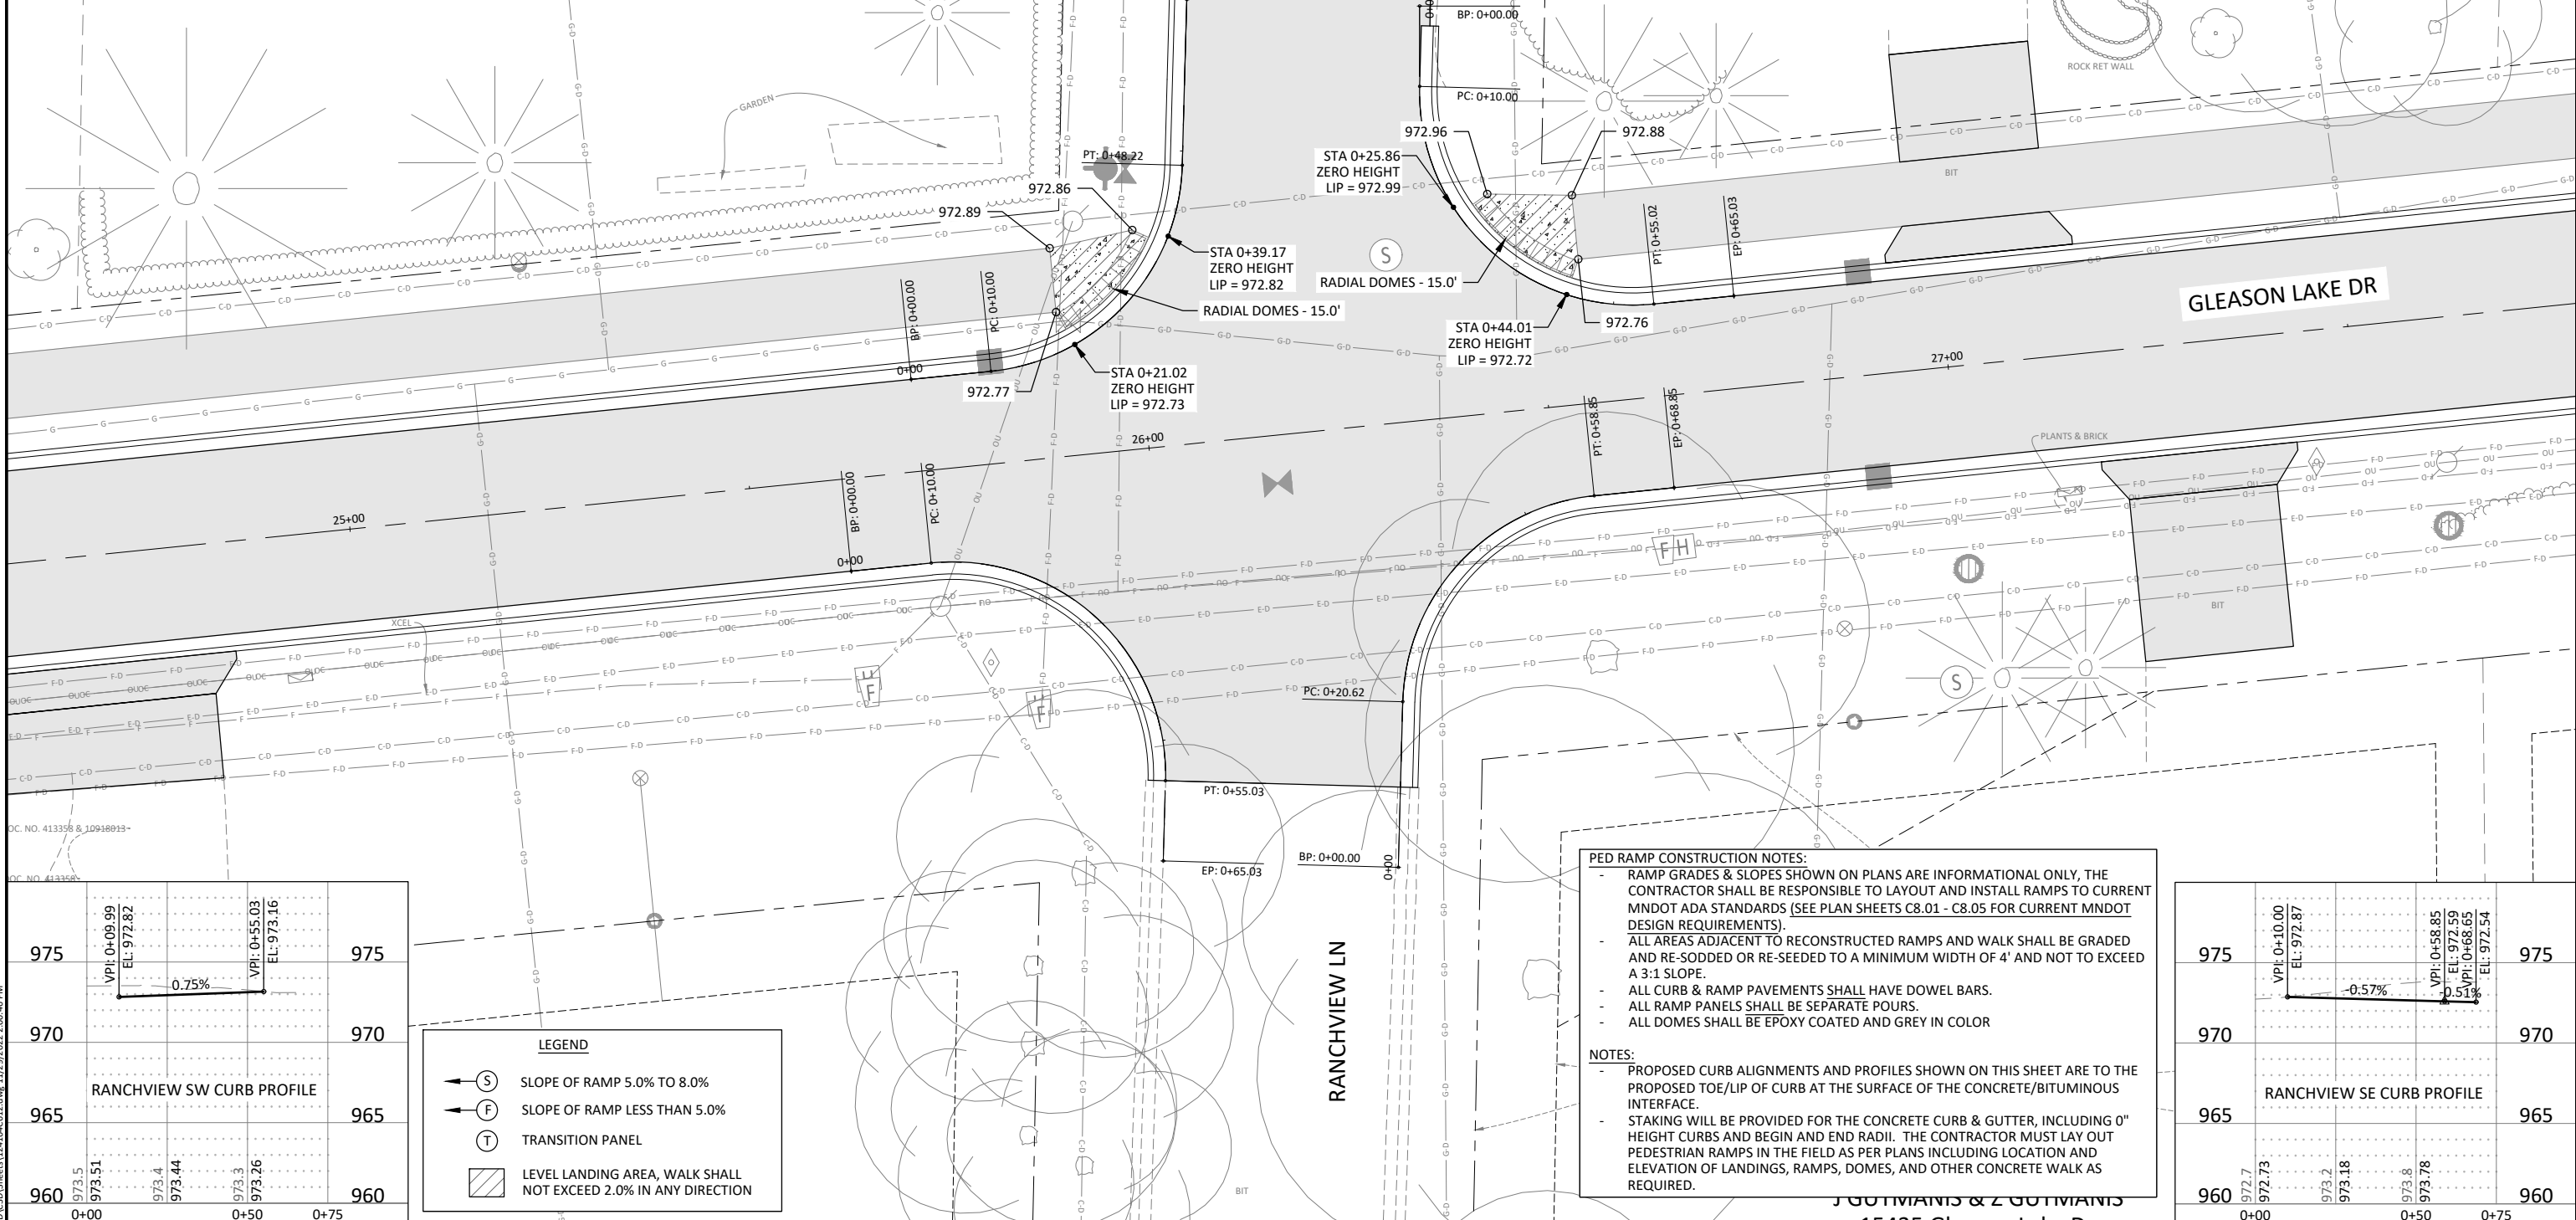 BP: 0+00.00
PC: 0+10.00
ROCK RET WALL
GARDEN
PT: 0+48.22
972.96
972.88
STA 0+25.86
ZERO HEIGHT
LIP = 972.99
BIT
972.86
972.89
STA 0+39.17
ZERO HEIGHT
LIP = 972.82
S
RADIAL DOMES - 15.0'
RADIAL DOMES - 15.0'
PT: 0+55.02
EP: 0+65.03
GLEASON LAKE DR
BP: 0+00.00
PC: 0+10.00
0+00
972.77
STA 0+21.02
ZERO HEIGHT
LIP = 972.73
STA 0+44.01
ZERO HEIGHT
LIP = 972.72
972.76
27+00
26+00
25+00
PT: 0+58.85
EP: 0+68.85
PLANTS & BRICK
BP: 0+00.00
PC: 0+10.00
0+00
XCEL
F H
H
F
H
F
BIT
S
PC: 0+20.62
PT: 0+55.03
EP: 0+65.03
BP: 0+00.00
0+00
OC. NO. 413358 & 10918013
OC. NO. 413358
RANCHVIEW LN
BIT
VPI: 0+09.99
EL: 972.82
VPI: 0+55.03
EL: 973.16
0.75%
975 975
970 970
RANCHVIEW SW CURB PROFILE
965 965
960 960
973.5 973.51 973.4 973.44 973.3 973.26
0+00 0+50 0+75
LEGEND
S SLOPE OF RAMP 5.0% TO 8.0%
F SLOPE OF RAMP LESS THAN 5.0%
T TRANSITION PANEL
LEVEL LANDING AREA, WALK SHALL
NOT EXCEED 2.0% IN ANY DIRECTION
PED RAMP CONSTRUCTION NOTES:
- RAMP GRADES & SLOPES SHOWN ON PLANS ARE INFORMATIONAL ONLY, THE
CONTRACTOR SHALL BE RESPONSIBLE TO LAYOUT AND INSTALL RAMPS TO CURRENT
MNDOT ADA STANDARDS (SEE PLAN SHEETS C8.01 - C8.05 FOR CURRENT MNDOT
DESIGN REQUIREMENTS).
- ALL AREAS ADJACENT TO RECONSTRUCTED RAMPS AND WALK SHALL BE GRADED
AND RE-SODDED OR RE-SEEDED TO A MINIMUM WIDTH OF 4' AND NOT TO EXCEED
A 3:1 SLOPE.
- ALL CURB & RAMP PAVEMENTS SHALL HAVE DOWEL BARS.
- ALL RAMP PANELS SHALL BE SEPARATE POURS.
- ALL DOMES SHALL BE EPOXY COATED AND GREY IN COLOR
NOTES:
- PROPOSED CURB ALIGNMENTS AND PROFILES SHOWN ON THIS SHEET ARE TO THE
PROPOSED TOE/LIP OF CURB AT THE SURFACE OF THE CONCRETE/BITUMINOUS
INTERFACE.
- STAKING WILL BE PROVIDED FOR THE CONCRETE CURB & GUTTER, INCLUDING 0"
HEIGHT CURBS AND BEGIN AND END RADII. THE CONTRACTOR MUST LAY OUT
PEDESTRIAN RAMPS IN THE FIELD AS PER PLANS INCLUDING LOCATION AND
ELEVATION OF LANDINGS, RAMPS, DOMES, AND OTHER CONCRETE WALK AS
REQUIRED.
J GUTMANIS & Z GUTMANIS
VPI: 0+10.00
EL: 972.87
VPI: 0+58.85
EL: 972.59
VPI: 0+68.65
EL: 972.54
-0.57% -0.51%
975 975
970 970
RANCHVIEW SE CURB PROFILE
965 965
960 960
972.7 972.73 973.2 973.18 973.8 973.78
0+00 0+50 0+75